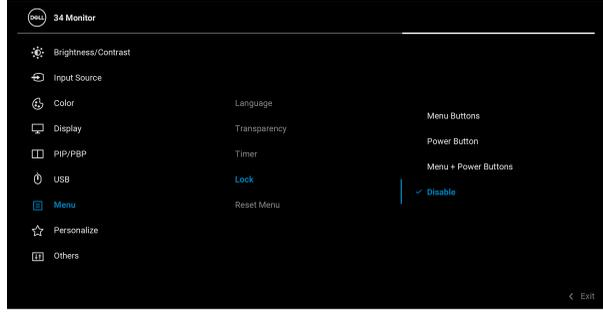 DELL
34 Monitor
Brightness/Contrast
Input Source
Color
Display
PIP/PBP
USB
Menu
Personalize
Others
Language
Transparency
Timer
Lock
Reset Menu
Menu Buttons
Power Button
Menu + Power Buttons
Disable
Exit